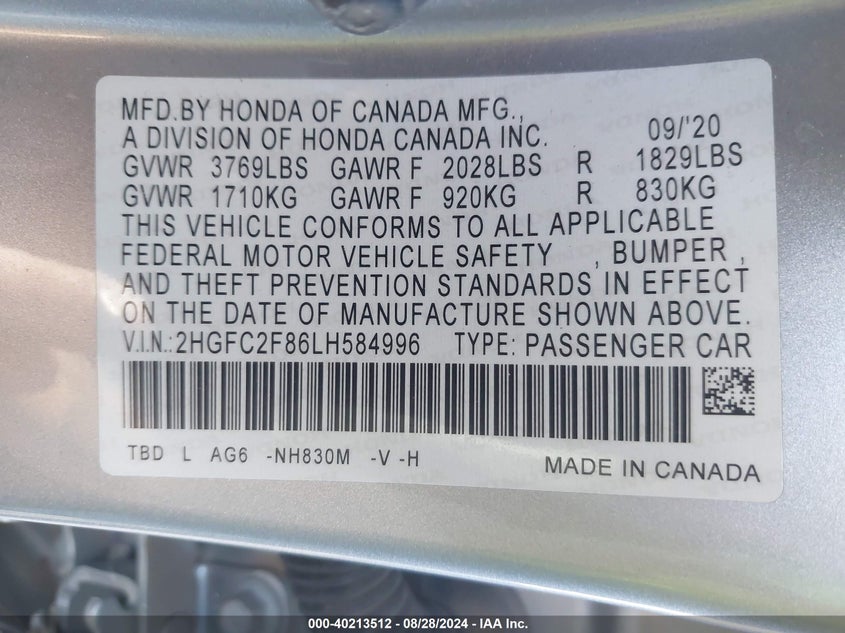 MFD.BY HONDA OF CANADA MFG.,
A DIVISION OF HONDA CANADA INC. 09/'20
GVWR 3769LBS GAWR F 2028LBS R 1829LBS
GVWR 1710KG GAWR F 920KG R 830KG
THIS VEHICLE CONFORMS TO ALL APPLICABLE
FEDERAL MOTOR VEHICLE SAFETY , BUMPER ,
AND THEFT PREVENTION STANDARDS IN EFFECT
ON THE DATE OF MANUFACTURE SHOWN ABOVE.
V.I.N.:2HGFC2F86LH584996 TYPE: PASSENGER CAR
TBD L AG6 -NH830M -V -H
MADE IN CANADA
000-40213512 / 08/28/2024 - IAA Inc.